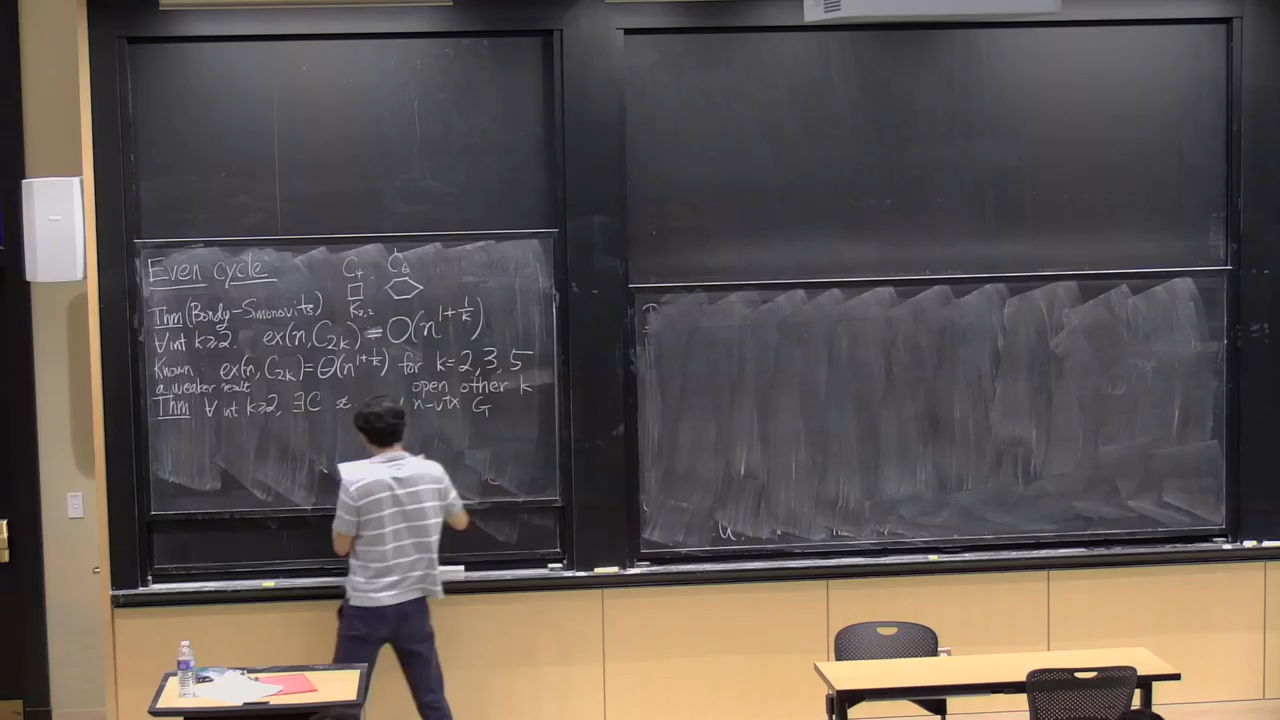 Even cycle C₄ . C₆
K₂,₂
Thm (Bondy-Simonovits)
∀ int k≥2. ex(n, C₂ₖ) = O(n^{1+1/k})
Known: ex(n, C₂ₖ) = Θ(n^{1+1/k}) for k=2,3,5
a weaker result open other k
Thm ∀ int k≥2, ∃C st. n-vtx G